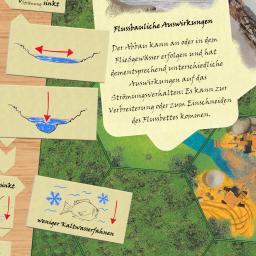 sinkt
Flussbauliche Auswirkungen
Der Abbau kann an oder in dem
Fließgewässer erfolgen und hat
dementsprechend unterschiedliche
Auswirkungen auf das
Strömungsverhalten: Es kann zur
Verbreiterung oder zum Einschneiden
des Flussbettes kommen.
sinkt
weniger Kaltwasserfahnen